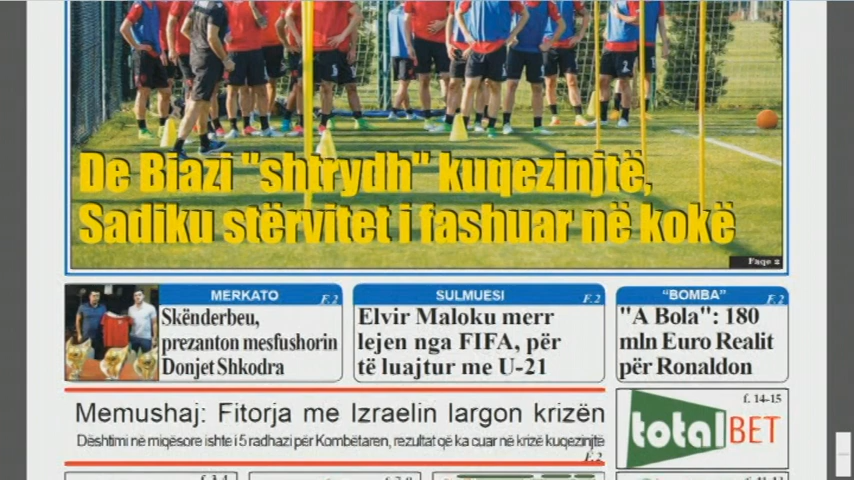 De Biazi "shtrydh" kuqezinjtë,
Sadiku stërvitet i fashuar në kokë
Faqe 2
MERKATO
F.2
Skënderbeu,
prezanton mesfushorin
Donjet Shkodra
SULMUESI
F.2
Elvir Maloku merr
lejen nga FIFA, për
të luajtur me U-21
"BOMBA"
F.2
"A Bola": 180
mln Euro Realit
për Ronaldon
Memushaj: Fitorja me Izraelin largon krizën
Dështimi në miqësore ishte i 5 radhazi për Kombëtaren, rezultat që ka çuar në krizë kuqezinjtë
F.2
f. 14-15
totalBET